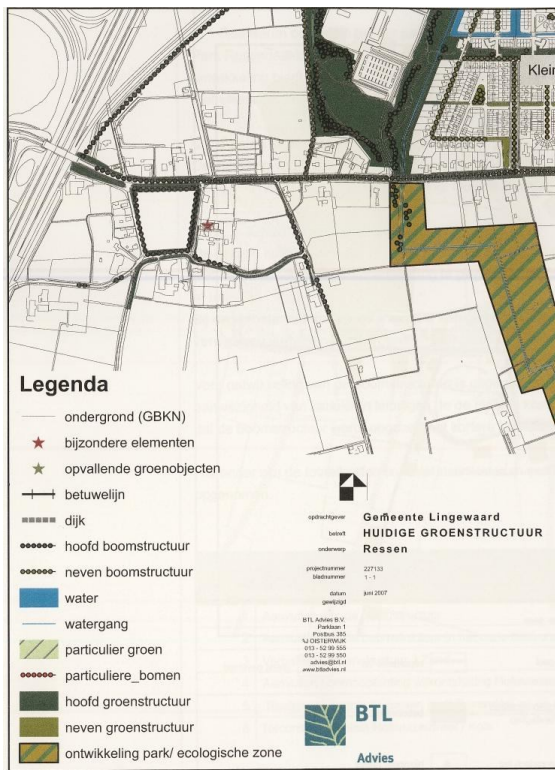 Klein
Legenda
ondergrond (GBKN)
bijzondere elementen
opvallende groenobjecten
betuwelijn
dijk
hoofd boomstructuur
neven boomstructuur
water
watergang
particulier groen
particuliere_bomen
hoofd groenstructuur
neven groenstructuur
ontwikkeling park/ ecologische zone
opdrachtgever Gemeente Lingewaard
betreft HUIDIGE GROENSTRUCTUUR
onderwerp Ressen
projectnummer 227133
bladnummer 1 - 1
datum juni 2007
gewijzigd
BTL Advies B.V.
Parklaan 1
Postbus 385
OISTERWIJK
013 - 52 99 555
013 - 52 99 550
advies@btl.nl
www.btladvies.nl
BTL
Advies